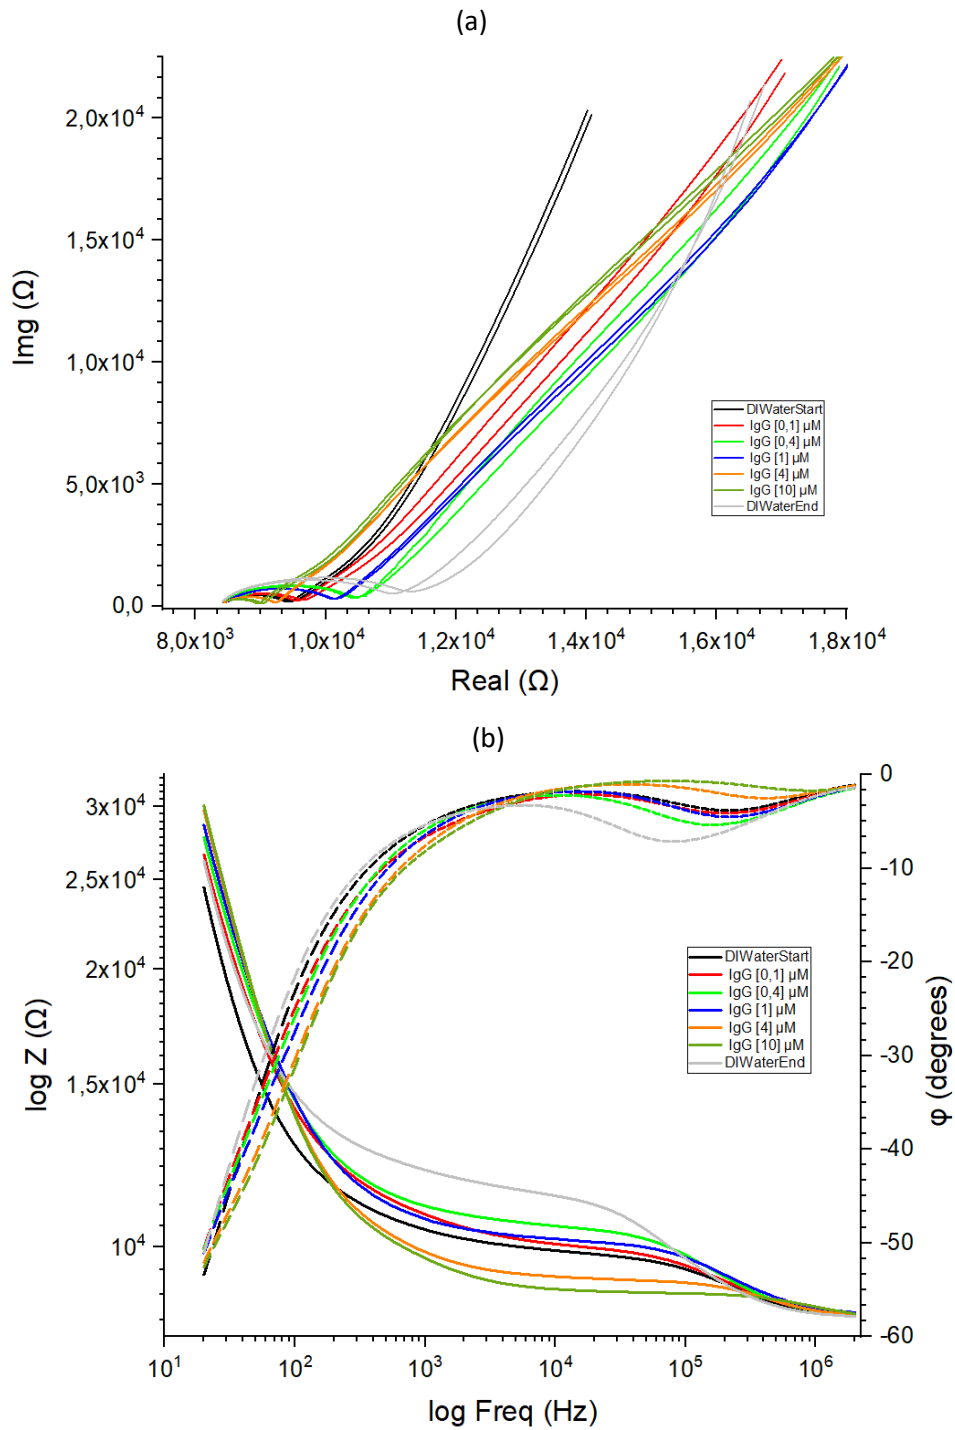 (a)
2,0x10⁴
1,5x10⁴
1,0x10⁴
5,0x10³
0,0
Img (Ω)
DIWaterStart
IgG [0,1] µM
IgG [0,4] µM
IgG [1] µM
IgG [4] µM
IgG [10] µM
DIWaterEnd
8,0x10³ 1,0x10⁴ 1,2x10⁴ 1,4x10⁴ 1,6x10⁴ 1,8x10⁴
Real (Ω)
(b)
3x10⁴
2.5x10⁴
2x10⁴
1.5x10⁴
10⁴
log Z (Ω)
0
-10
-20
-30
-40
-50
-60
φ (degrees)
DIWaterStart
IgG [0,1] µM
IgG [0,4] µM
IgG [1] µM
IgG [4] µM
IgG [10] µM
DIWaterEnd
10¹ 10² 10³ 10⁴ 10⁵ 10⁶
log Freq (Hz)